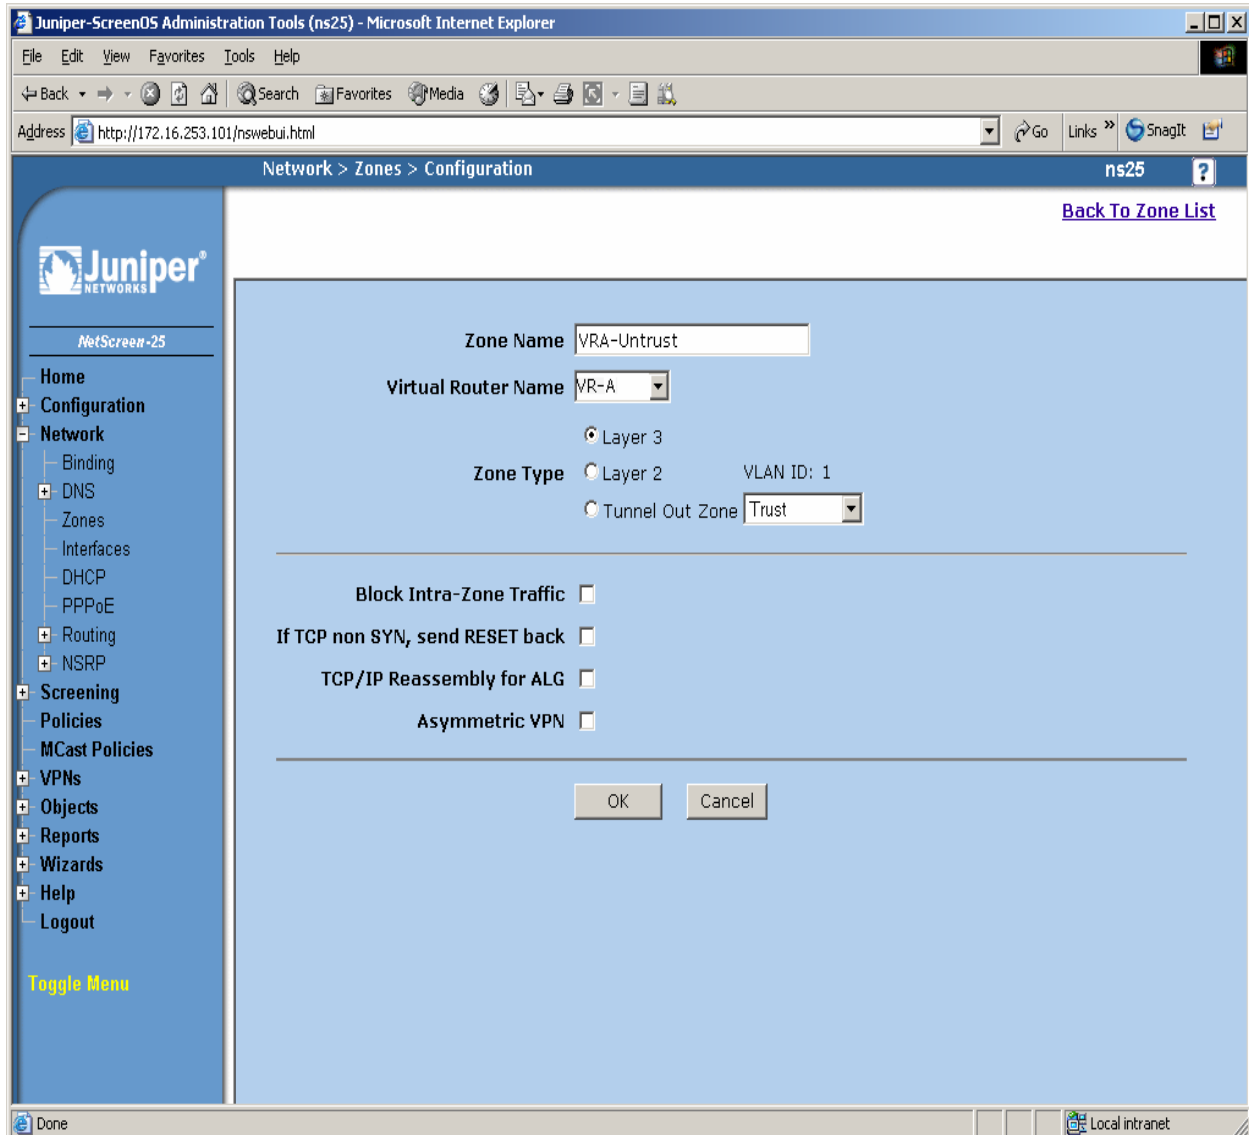 Juniper-ScreenOS Administration Tools (ns25) - Microsoft Internet Explorer
File Edit View Favorites Tools Help
Back Search Favorites Media
Address http://172.16.253.101/nswebui.html Go Links » SnagIt
Network > Zones > Configuration ns25 ?
Back To Zone List
Juniper®
NETWORKS
NetScreen-25
Home
Configuration
Network
Binding
DNS
Zones
Interfaces
DHCP
PPPoE
Routing
NSRP
Screening
Policies
MCast Policies
VPNs
Objects
Reports
Wizards
Help
Logout
Toggle Menu
Zone Name VRA-Untrust
Virtual Router Name VR-A
Layer 3
Zone Type Layer 2 VLAN ID: 1
Tunnel Out Zone Trust
Block Intra-Zone Traffic
If TCP non SYN, send RESET back
TCP/IP Reassembly for ALG
Asymmetric VPN
OK Cancel
Done Local intranet